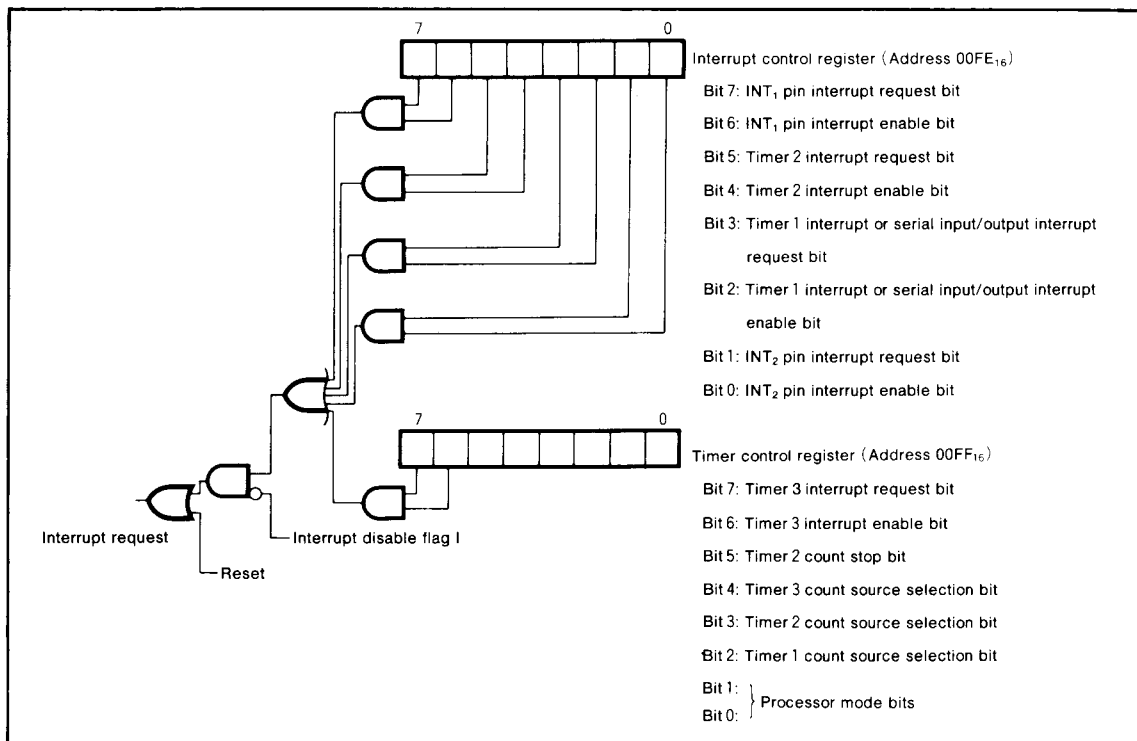 7 0
Interrupt control register (Address 00FE₁₆)
Bit 7: INT₁ pin interrupt request bit
Bit 6: INT₁ pin interrupt enable bit
Bit 5: Timer 2 interrupt request bit
Bit 4: Timer 2 interrupt enable bit
Bit 3: Timer 1 interrupt or serial input/output interrupt
request bit
Bit 2: Timer 1 interrupt or serial input/output interrupt
enable bit
Bit 1: INT₂ pin interrupt request bit
Bit 0: INT₂ pin interrupt enable bit
7 0
Timer control register (Address 00FF₁₆)
Bit 7: Timer 3 interrupt request bit
Bit 6: Timer 3 interrupt enable bit
Bit 5: Timer 2 count stop bit
Bit 4: Timer 3 count source selection bit
Bit 3: Timer 2 count source selection bit
Bit 2: Timer 1 count source selection bit
Bit 1:
Bit 0:
Processor mode bits
Interrupt request
Interrupt disable flag I
Reset